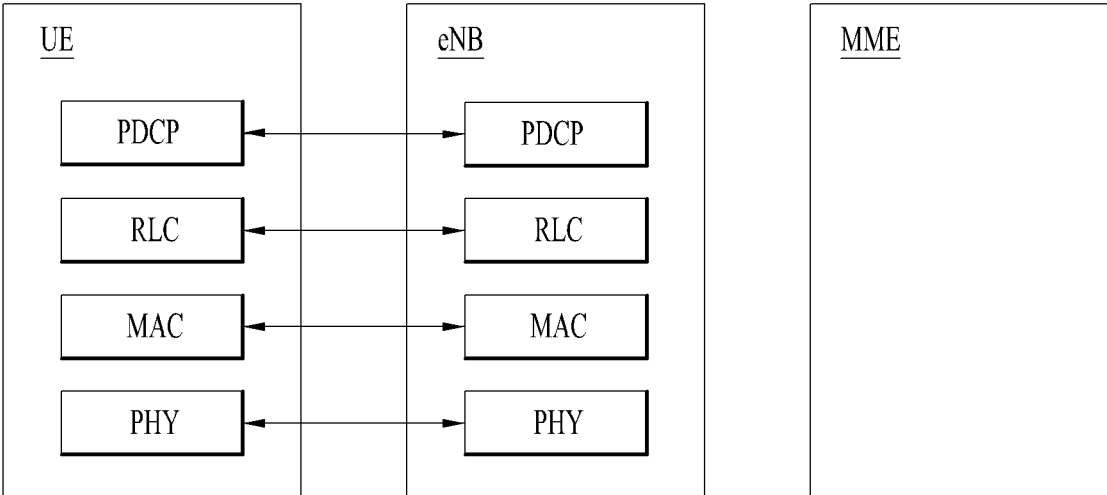 UE eNB MME
PDCP PDCP
RLC RLC
MAC MAC
PHY PHY